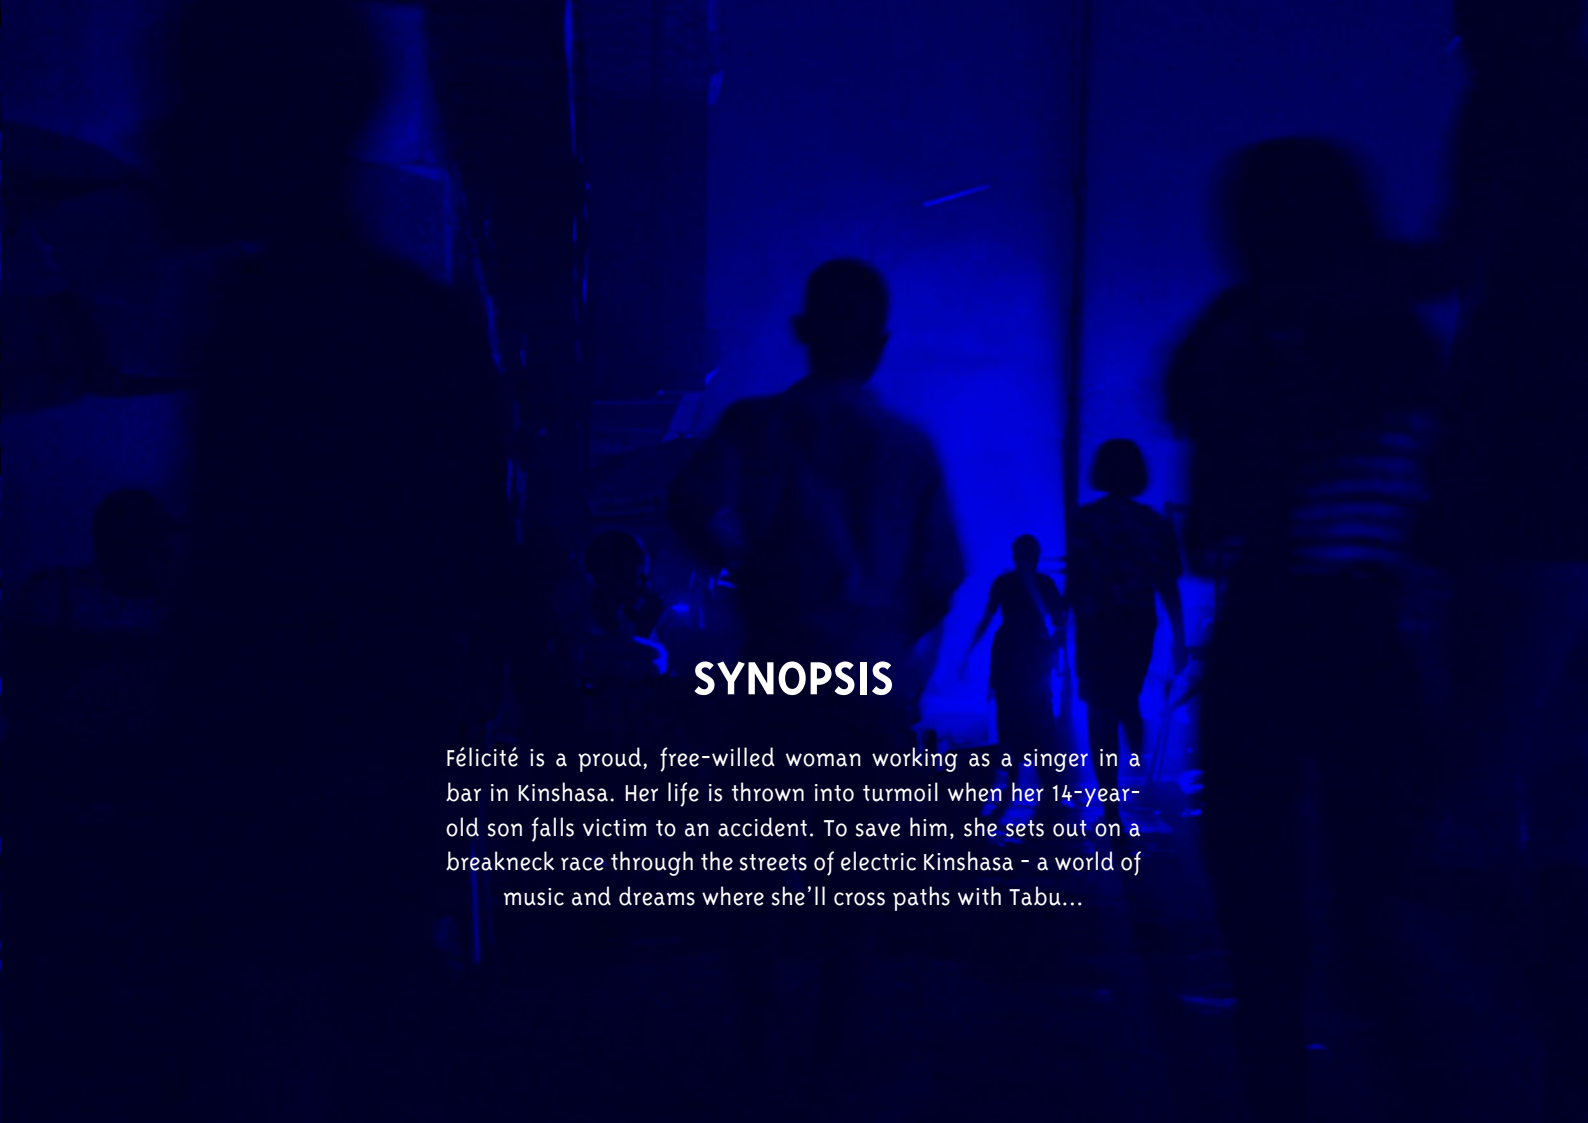 SYNOPSIS
Félicité is a proud, free-willed woman working as a singer in a
bar in Kinshasa. Her life is thrown into turmoil when her 14-year-
old son falls victim to an accident. To save him, she sets out on a
breakneck race through the streets of electric Kinshasa - a world of
music and dreams where she’ll cross paths with Tabu...